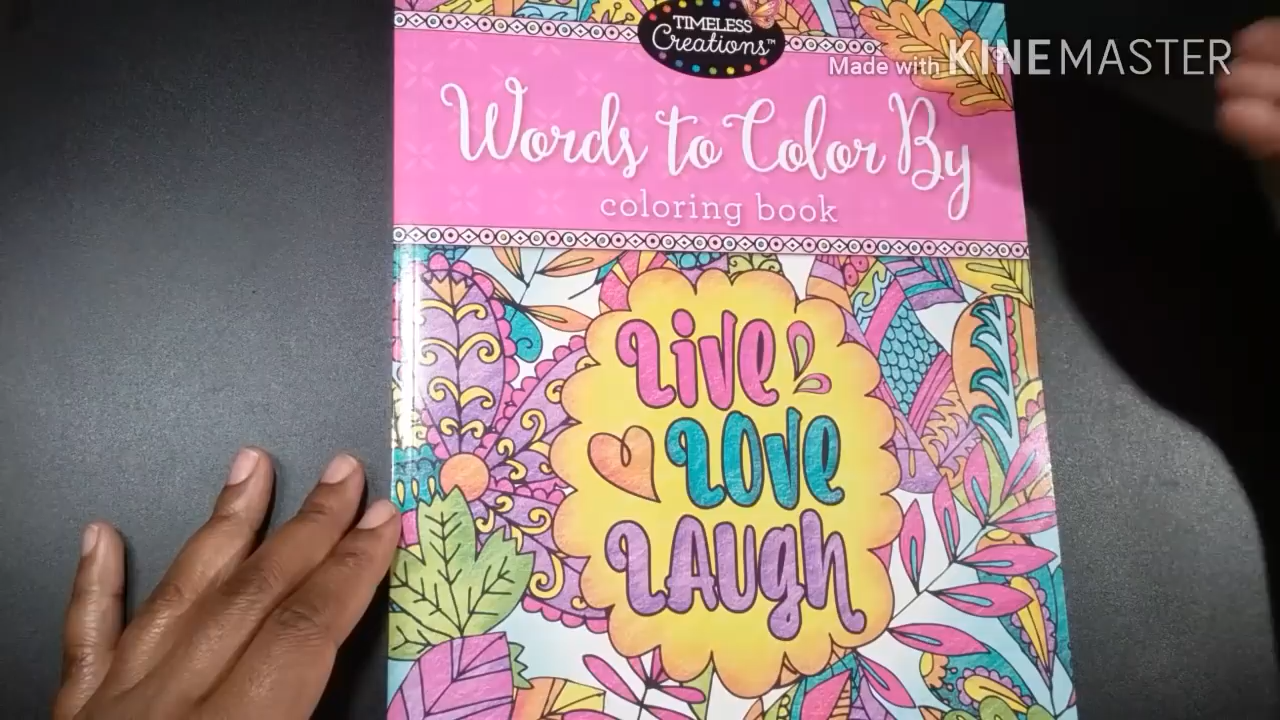 TIMELESS
Creations™
Made with KINEMASTER
Words to Color By
coloring book
Live
Love
LAUgh